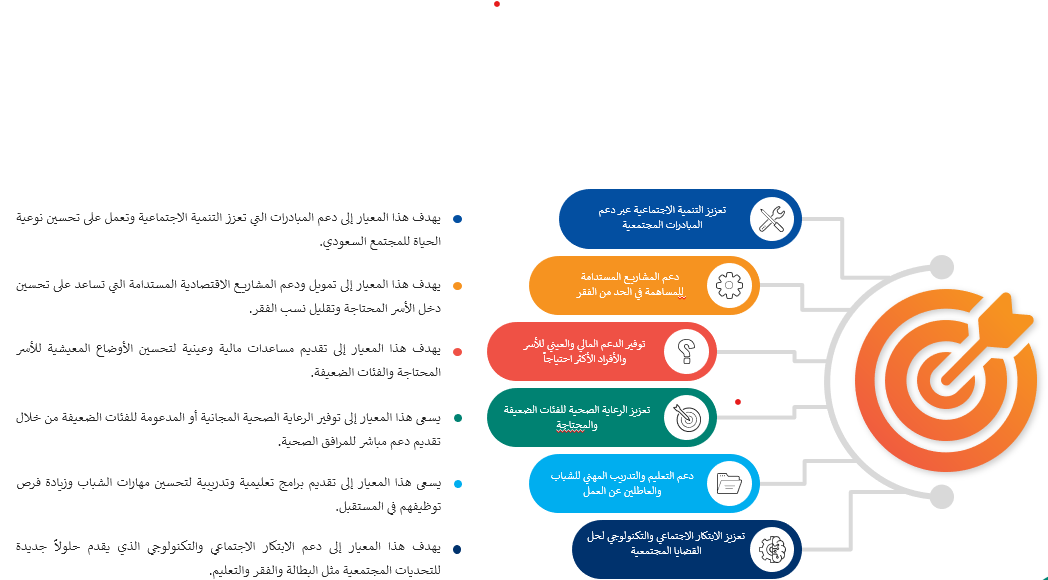 تعزيز التنمية الاجتماعية عبر دعم
المبادرات المجتمعية
يهدف هذا المعيار إلى دعم المبادرات التي تعزز التنمية الاجتماعية وتعمل على تحسين نوعية
الحياة للمجتمع السعودي.
دعم المشاريع المستدامة
للمساهمة في الحد من الفقر
يهدف هذا المعيار إلى تمويل ودعم المشاريع الاقتصادية المستدامة التي تساعد على تحسين
دخل الأسر المحتاجة وتقليل نسب الفقر.
توفير الدعم المالي والعيني للأسر
والأفراد الأكثر احتياجاً
يهدف هذا المعيار إلى تقديم مساعدات مالية وعينية لتحسين الأوضاع المعيشية للأسر
المحتاجة والفئات الضعيفة.
تعزيز الرعاية الصحية للفئات الضعيفة
والمحتاجة
يسعى هذا المعيار إلى توفير الرعاية الصحية المجانية أو المدعومة للفئات الضعيفة من خلال
تقديم دعم مباشر للمرافق الصحية.
دعم التعليم والتدريب المهني للشباب
والعاطلين عن العمل
يسعى هذا المعيار إلى تقديم برامج تعليمية وتدريبية لتحسين مهارات الشباب وزيادة فرص
توظيفهم في المستقبل.
تعزيز الابتكار الاجتماعي والتكنولوجي لحل
القضايا المجتمعية
يهدف هذا المعيار إلى دعم الابتكار الاجتماعي والتكنولوجي الذي يقدم حلولاً جديدة
للتحديات المجتمعية مثل البطالة والفقر والتعليم.